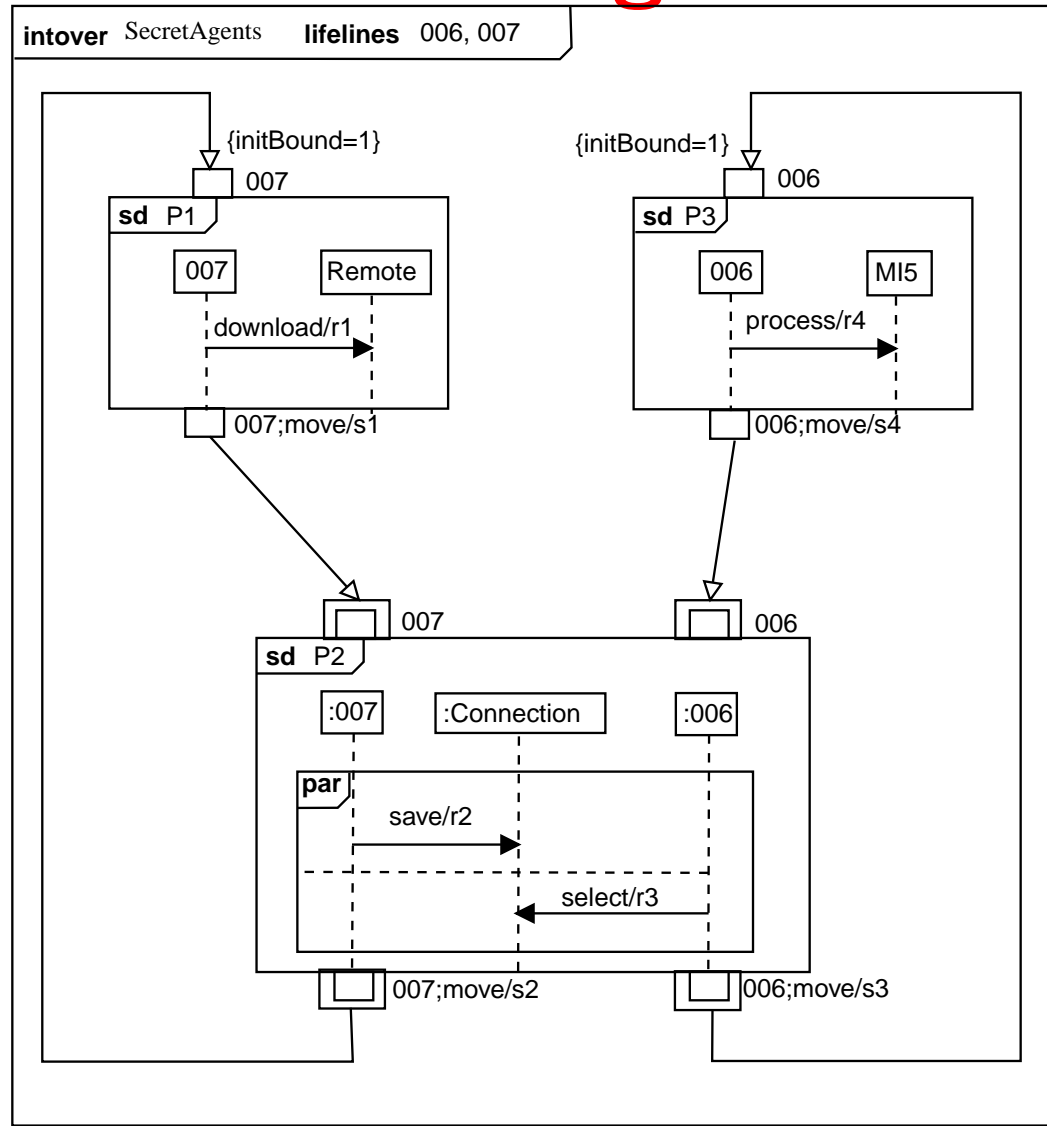 intover SecretAgents lifelines 006, 007
{initBound=1}
{initBound=1}
007
006
sd P1
sd P3
007
Remote
006
MI5
download/r1
process/r4
007;move/s1
006;move/s4
007
006
sd P2
:007
:Connection
:006
par
save/r2
select/r3
007;move/s2
006;move/s3